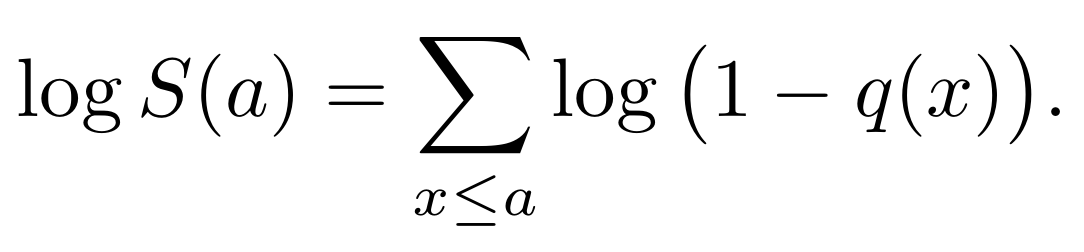 log S(a) = ∑_{x≤a} log (1 − q(x)).